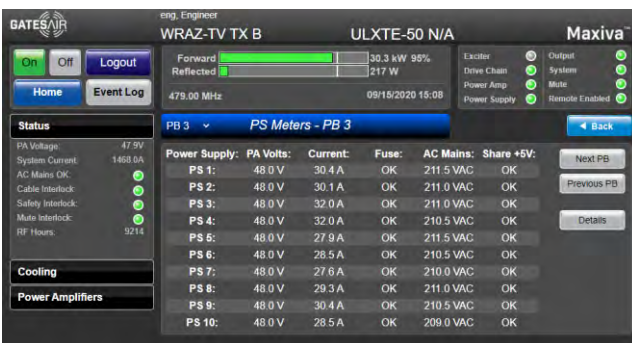 GATESAIR
eng, Engineer
WRAZ-TV TX B
ULXTE-50 N/A
Maxiva
On
Off
Logout
Home
Event Log
Forward
30.3 kW 95%
Reflected
217 W
479.00 MHz
09/15/2020 15:08
Exciter
Output
Drive Chain
System
Power Amp
Mute
Power Supply
Remote Enabled
Status
PB 3
PS Meters - PB 3
Back
PA Voltage: 47.9V
System Current: 1468.0A
AC Mains OK:
Cable Interlock:
Safety Interlock:
Mute Interlock:
RF Hours: 9214
Cooling
Power Amplifiers
Power Supply: PA Volts: Current: Fuse: AC Mains: Share +5V:
PS 1: 48.0 V 30.4 A OK 211.5 VAC OK
PS 2: 48.0 V 30.1 A OK 211.0 VAC OK
PS 3: 48.0 V 32.0 A OK 211.0 VAC OK
PS 4: 48.0 V 32.0 A OK 210.5 VAC OK
PS 5: 48.0 V 27.9 A OK 211.5 VAC OK
PS 6: 48.0 V 28.5 A OK 210.5 VAC OK
PS 7: 48.0 V 27.6 A OK 210.0 VAC OK
PS 8: 48.0 V 29.3 A OK 211.0 VAC OK
PS 9: 48.0 V 30.4 A OK 210.5 VAC OK
PS 10: 48.0 V 28.5 A OK 209.0 VAC OK
Next PB
Previous PB
Details